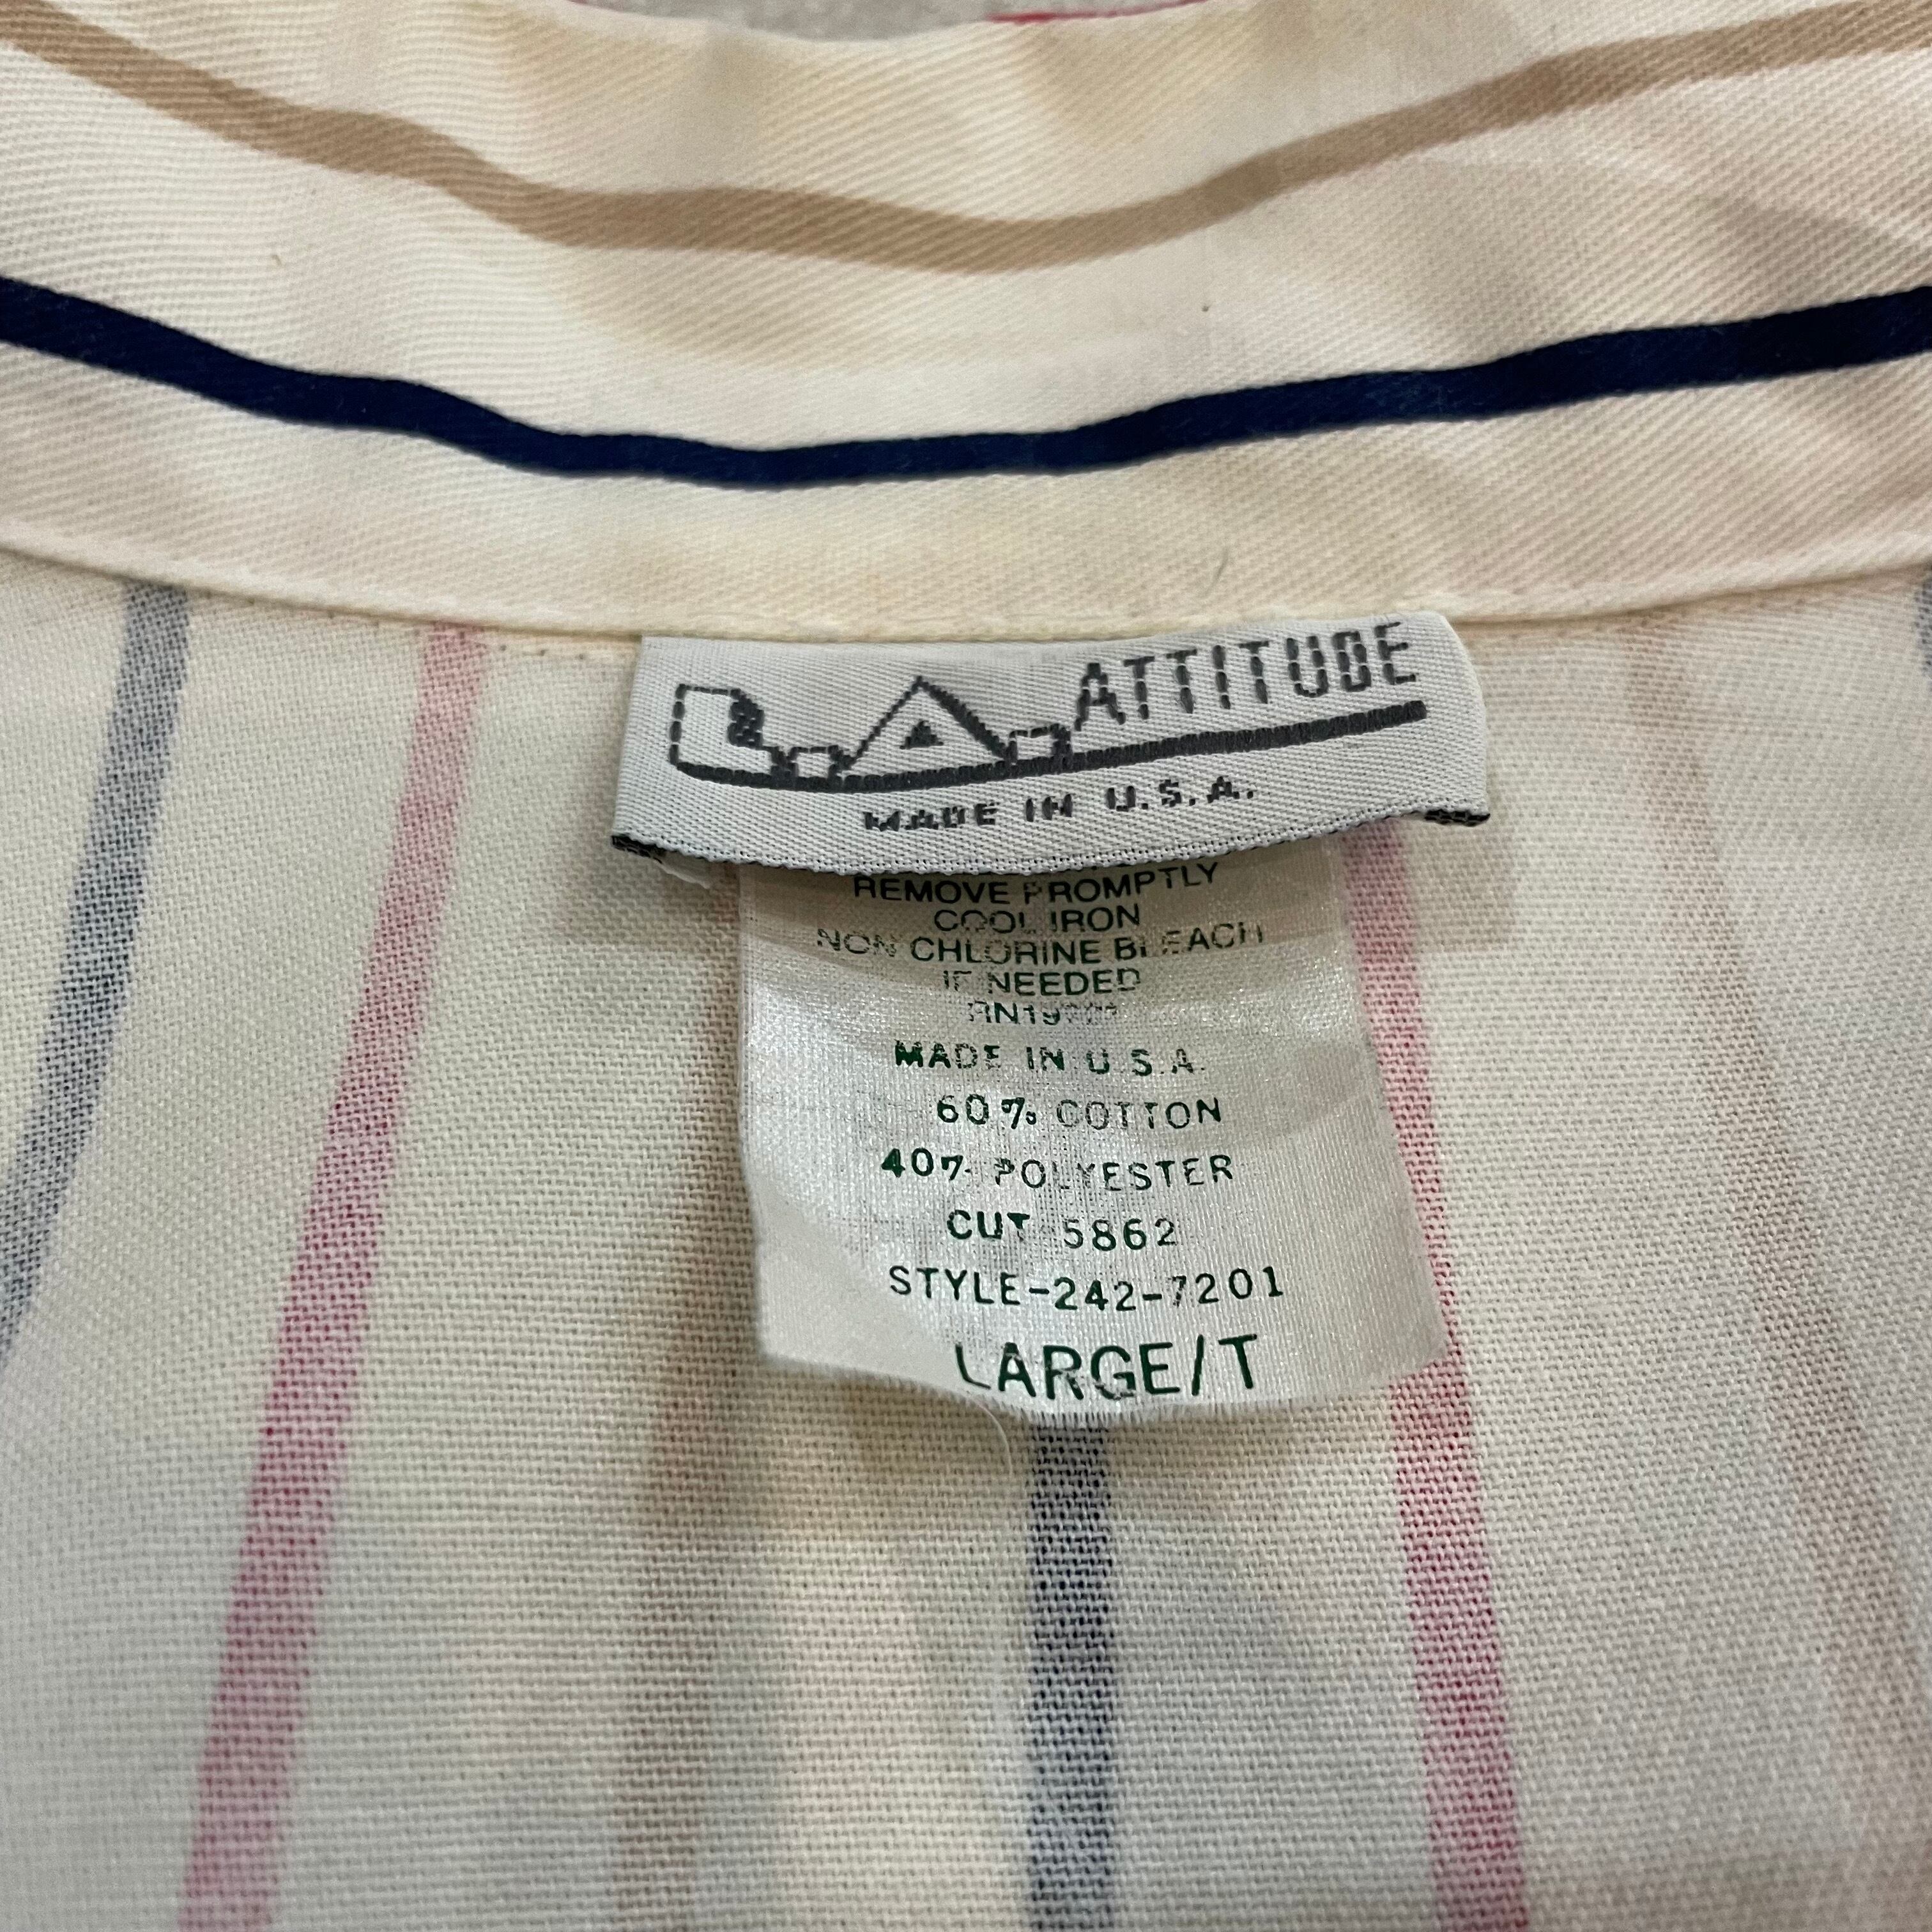 L.A. ATTITUDE
MADE IN U.S.A.
REMOVE PROMPTLY
COOL IRON
NON CHLORINE BLEACH
IF NEEDED
MADE IN U.S.A.
60% COTTON
40% POLYESTER
CUT 5862
STYLE-242-7201
LARGE/T